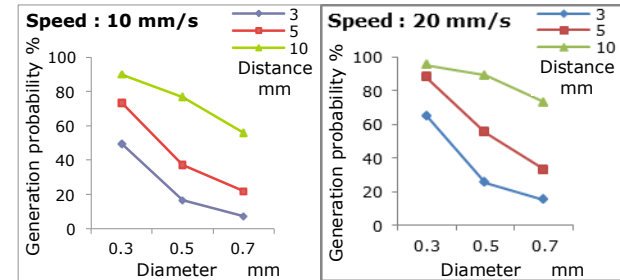 Speed : 10 mm/s
3
5
10
Distance
mm
Generation probability %
100
80
60
40
20
0
0.3 0.5 0.7
Diameter mm
Speed : 20 mm/s
3
5
10
Distance
mm
Generation probability %
100
80
60
40
20
0
0.3 0.5 0.7
Diameter mm